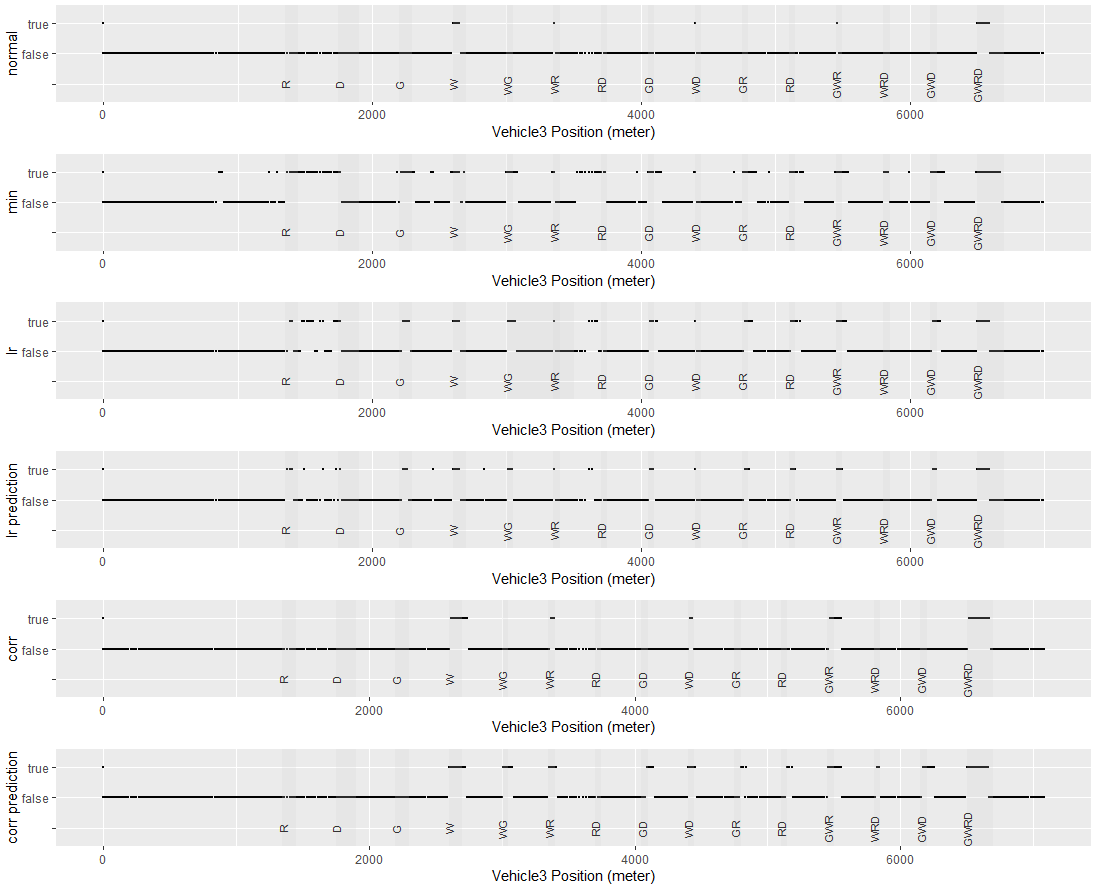 normal
true
false
R D G W WG WR RD GD WD GR RD GWR WRD GWD GWRD
0 2000 4000 6000
Vehicle3 Position (meter)
min
true
false
R D G W WG WR RD GD WD GR RD GWR WRD GWD GWRD
0 2000 4000 6000
Vehicle3 Position (meter)
lr
true
false
R D G W WG WR RD GD WD GR RD GWR WRD GWD GWRD
0 2000 4000 6000
Vehicle3 Position (meter)
lr prediction
true
false
R D G W WG WR RD GD WD GR RD GWR WRD GWD GWRD
0 2000 4000 6000
Vehicle3 Position (meter)
corr
true
false
R D G W WG WR RD GD WD GR RD GWR WRD GWD GWRD
0 2000 4000 6000
Vehicle3 Position (meter)
corr prediction
true
false
R D G W WG WR RD GD WD GR RD GWR WRD GWD GWRD
0 2000 4000 6000
Vehicle3 Position (meter)